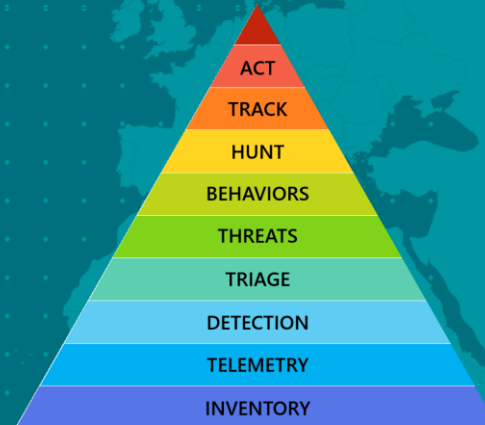 ACT
TRACK
HUNT
BEHAVIORS
THREATS
TRIAGE
DETECTION
TELEMETRY
INVENTORY